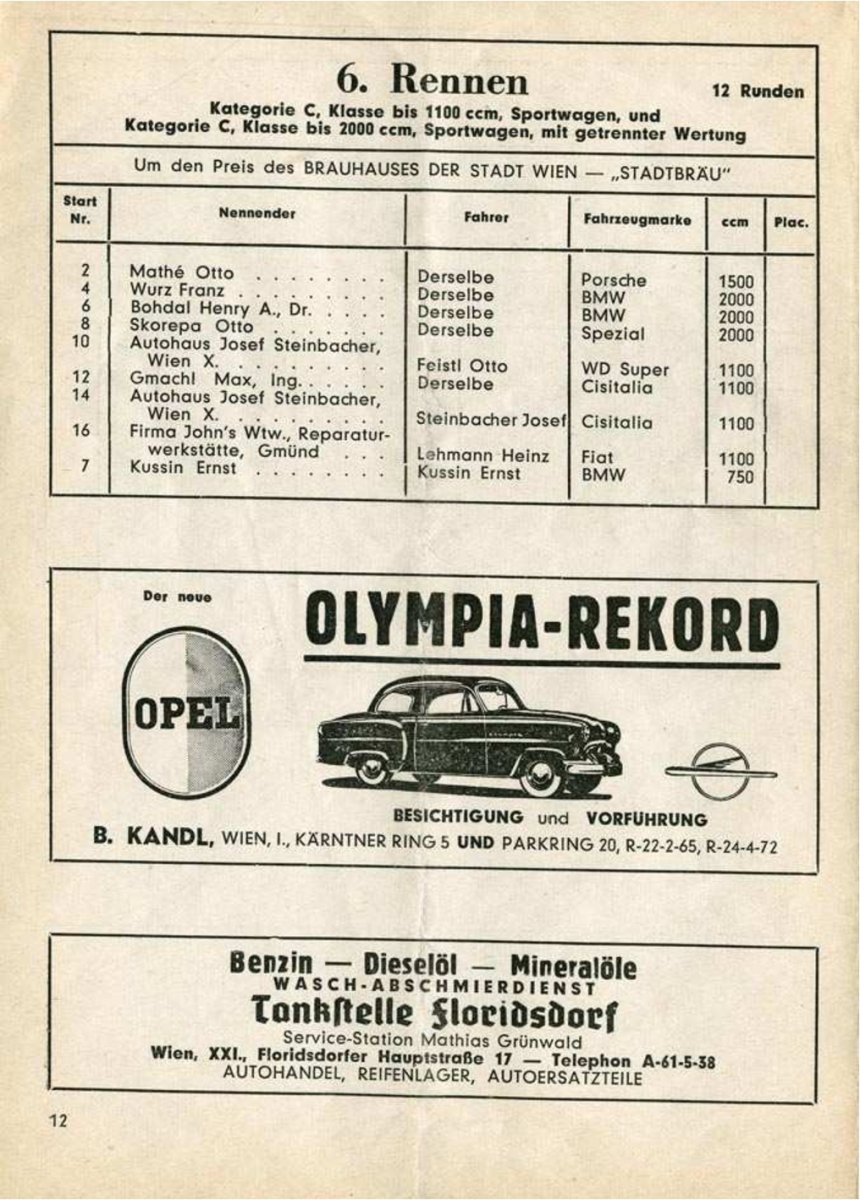 6. Rennen 12 Runden
Kategorie C, Klasse bis 1100 ccm, Sportwagen, und
Kategorie C, Klasse bis 2000 ccm, Sportwagen, mit getrennter Wertung
Um den Preis des BRAUHAUSES DER STADT WIEN — „STADTBRÄU“
Start Nr. Nennender Fahrer Fahrzeugmarke ccm Plac.
2 Mathé Otto . . . . . . . . Derselbe Porsche 1500
4 Wurz Franz . . . . . . . . . Derselbe BMW 2000
6 Bohdal Henry A., Dr. . . . . Derselbe BMW 2000
8 Skorepa Otto . . . . . . . Derselbe Spezial 2000
10 Autohaus Josef Steinbacher,
Wien X. . . . . . . . . . Feistl Otto WD Super 1100
12 Gmachl Max, Ing. . . . . . Derselbe Cisitalia 1100
14 Autohaus Josef Steinbacher,
Wien X. . . . . . . . . . Steinbacher Josef Cisitalia 1100
16 Firma John's Wtw., Reparatur-
werkstätte, Gmünd . . . Lehmann Heinz Fiat 1100
7 Kussin Ernst . . . . . . . . Kussin Ernst BMW 750
Der neue
OLYMPIA-REKORD
OPEL
BESICHTIGUNG und VORFÜHRUNG
B. KANDL, WIEN, I., KÄRNTNER RING 5 UND PARKRING 20, R-22-2-65, R-24-4-72
Benzin — Dieselöl — Mineralöle
WASCH-ABSCHMIERDIENST
Tankstelle Floridsdorf
Service-Station Mathias Grünwald
Wien, XXI., Floridsdorfer Hauptstraße 17 — Telephon A-61-5-38
AUTOHANDEL, REIFENLAGER, AUTOERSATZTEILE
12